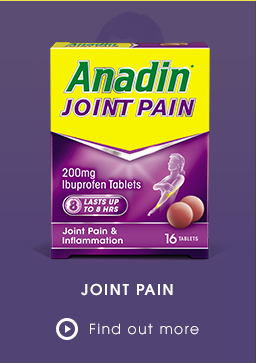 Anadin
JOINT PAIN
200mg
Ibuprofen Tablets
8 LASTS UP
TO 8 HRS
Joint Pain &
Inflammation
16 TABLETS
JOINT PAIN
Find out more